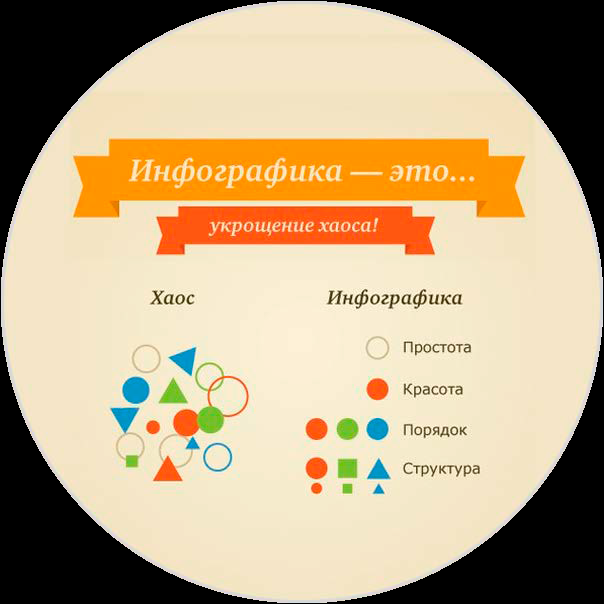 Инфографика — это...
укрощение хаоса!
Хаос
Инфографика
Простота
Красота
Порядок
Структура